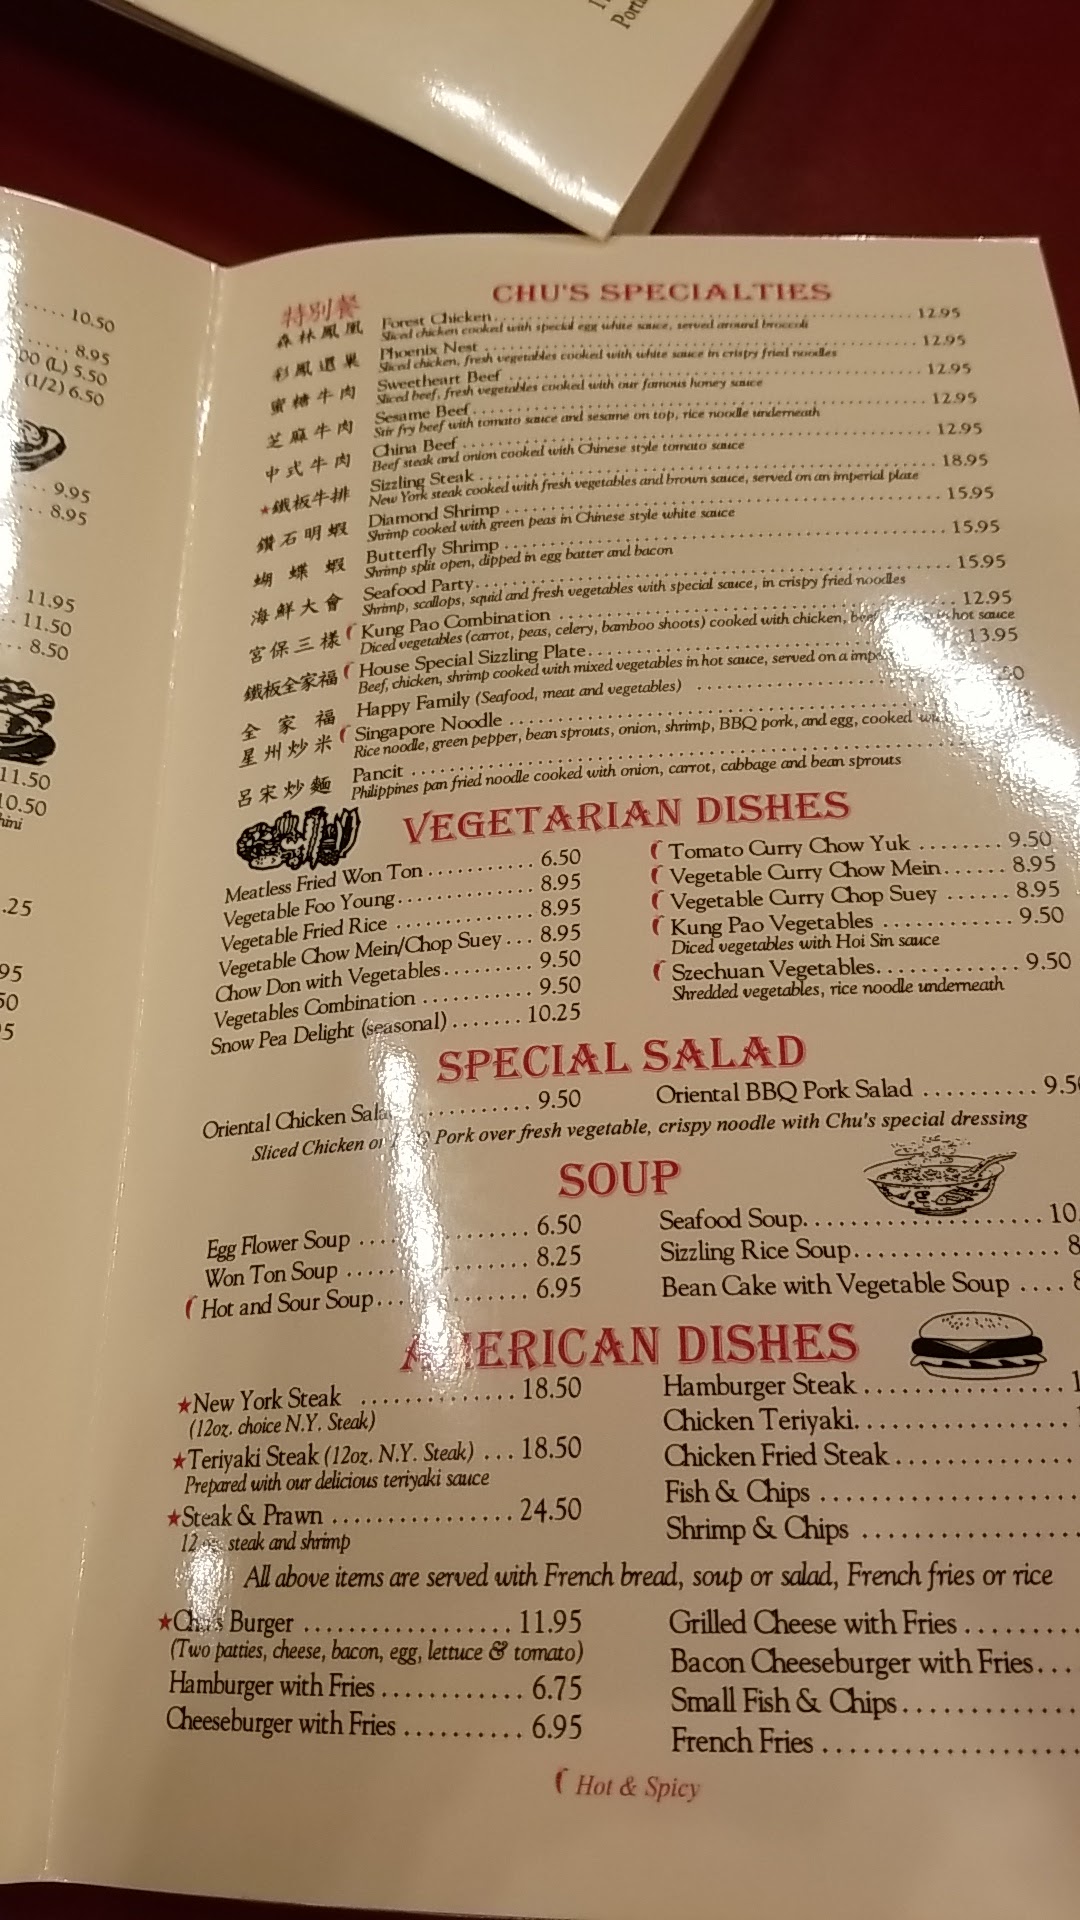 Porta
10.50
8.95
00 (L) 5.50
(1/2) 6.50
9.95
8.95
11.95
11.50
8.50
11.50
10.50
hini
.25
95
50
5
特別餐 CHU'S SPECIALTIES
森林鳳凰 Forest Chicken 12.95
Sliced chicken cooked with special egg white sauce, served around broccoli
彩鳳還巢 Phoenix Nest 12.95
Sliced chicken, fresh vegetables cooked with white sauce in cristry fried noodles
蜜糖牛肉 Sweetheart Beef 12.95
Sliced beef, fresh vegetables cooked with our famous honey sauce
芝麻牛肉 Sesame Beef 12.95
Stir fry beef with tomato sauce and sesame on top, rice noodle underneath
中式牛肉 China Beef 12.95
Beef steak and onion cooked with Chinese style tomato sauce
★鐵板牛排 Sizzling Steak 18.95
New York steak cooked with fresh vegetables and brown sauce, served on an imperial plate
鑽石明蝦 Diamond Shrimp 15.95
Shrimp cooked with green peas in Chinese style white sauce
蝴蝶蝦 Butterfly Shrimp 15.95
Shrimp split open, dipped in egg batter and bacon
海鮮大會 Seafood Party 15.95
Shrimp, scallops, squid and fresh vegetables with special sauce, in crispy fried noodles
宮保三樣 Kung Pao Combination 12.95
Diced vegetables (carrot, peas, celery, bamboo shoots) cooked with chicken, hot sauce
鐵板全家福 House Special Sizzling Plate 13.95
Beef, chicken, shrimp cooked with mixed vegetables in hot sauce, served on a
全家福 Happy Family (Seafood, meat and vegetables) 50
星州炒米 Singapore Noodle
Rice noodle, green pepper, bean sprouts, onion, shrimp, BBQ pork, and egg, cooked
呂宋炒麵 Pancit
Philippines pan fried noodle cooked with onion, carrot, cabbage and bean sprouts
VEGETARIAN DISHES
Meatless Fried Won Ton 6.50
Vegetable Foo Young 8.95
Vegetable Fried Rice 8.95
Vegetable Chow Mein/Chop Suey 8.95
Chow Don with Vegetables 9.50
Vegetables Combination 9.50
Snow Pea Delight (seasonal) 10.25
Tomato Curry Chow Yuk 9.50
Vegetable Curry Chow Mein 8.95
Vegetable Curry Chop Suey 8.95
Kung Pao Vegetables 9.50
Diced vegetables with Hoi Sin sauce
Szechuan Vegetables 9.50
Shredded vegetables, rice noodle underneath
SPECIAL SALAD
Oriental Chicken Sala 9.50
Oriental BBQ Pork Salad 9.50
Sliced Chicken or Pork over fresh vegetable, crispy noodle with Chu's special dressing
SOUP
Egg Flower Soup 6.50
Won Ton Soup 8.25
Hot and Sour Soup 6.95
Seafood Soup 10.
Sizzling Rice Soup 8
Bean Cake with Vegetable Soup 8
AMERICAN DISHES
★New York Steak 18.50
(12oz. choice N.Y. Steak)
★Teriyaki Steak (12oz. N.Y. Steak) 18.50
Prepared with our delicious teriyaki sauce
★Steak & Prawn 24.50
12 oz. steak and shrimp
Hamburger Steak 1
Chicken Teriyaki
Chicken Fried Steak
Fish & Chips
Shrimp & Chips
All above items are served with French bread, soup or salad, French fries or rice
★Chu's Burger 11.95
(Two patties, cheese, bacon, egg, lettuce & tomato)
Hamburger with Fries 6.75
Cheeseburger with Fries 6.95
Grilled Cheese with Fries
Bacon Cheeseburger with Fries
Small Fish & Chips
French Fries
Hot & Spicy